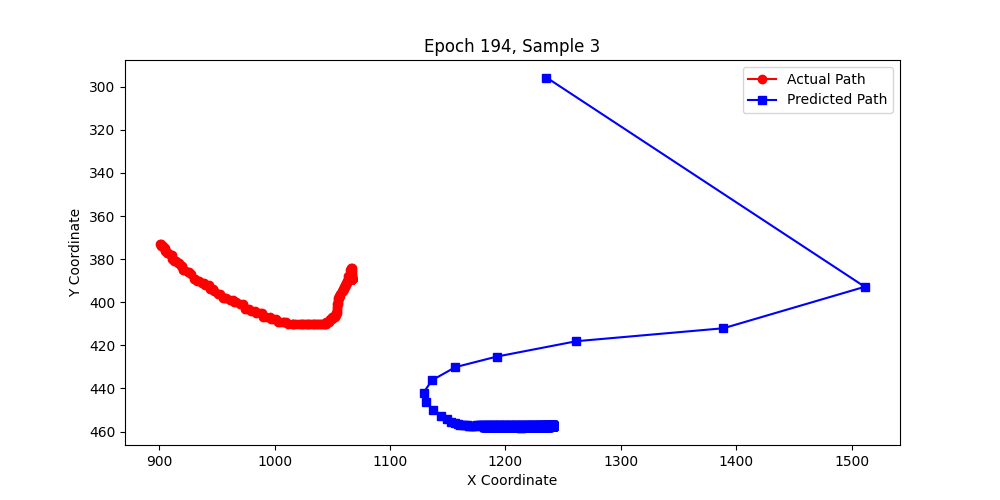 Epoch 194, Sample 3
Actual Path
Predicted Path
Y Coordinate
300
320
340
360
380
400
420
440
460
900 1000 1100 1200 1300 1400 1500
X Coordinate